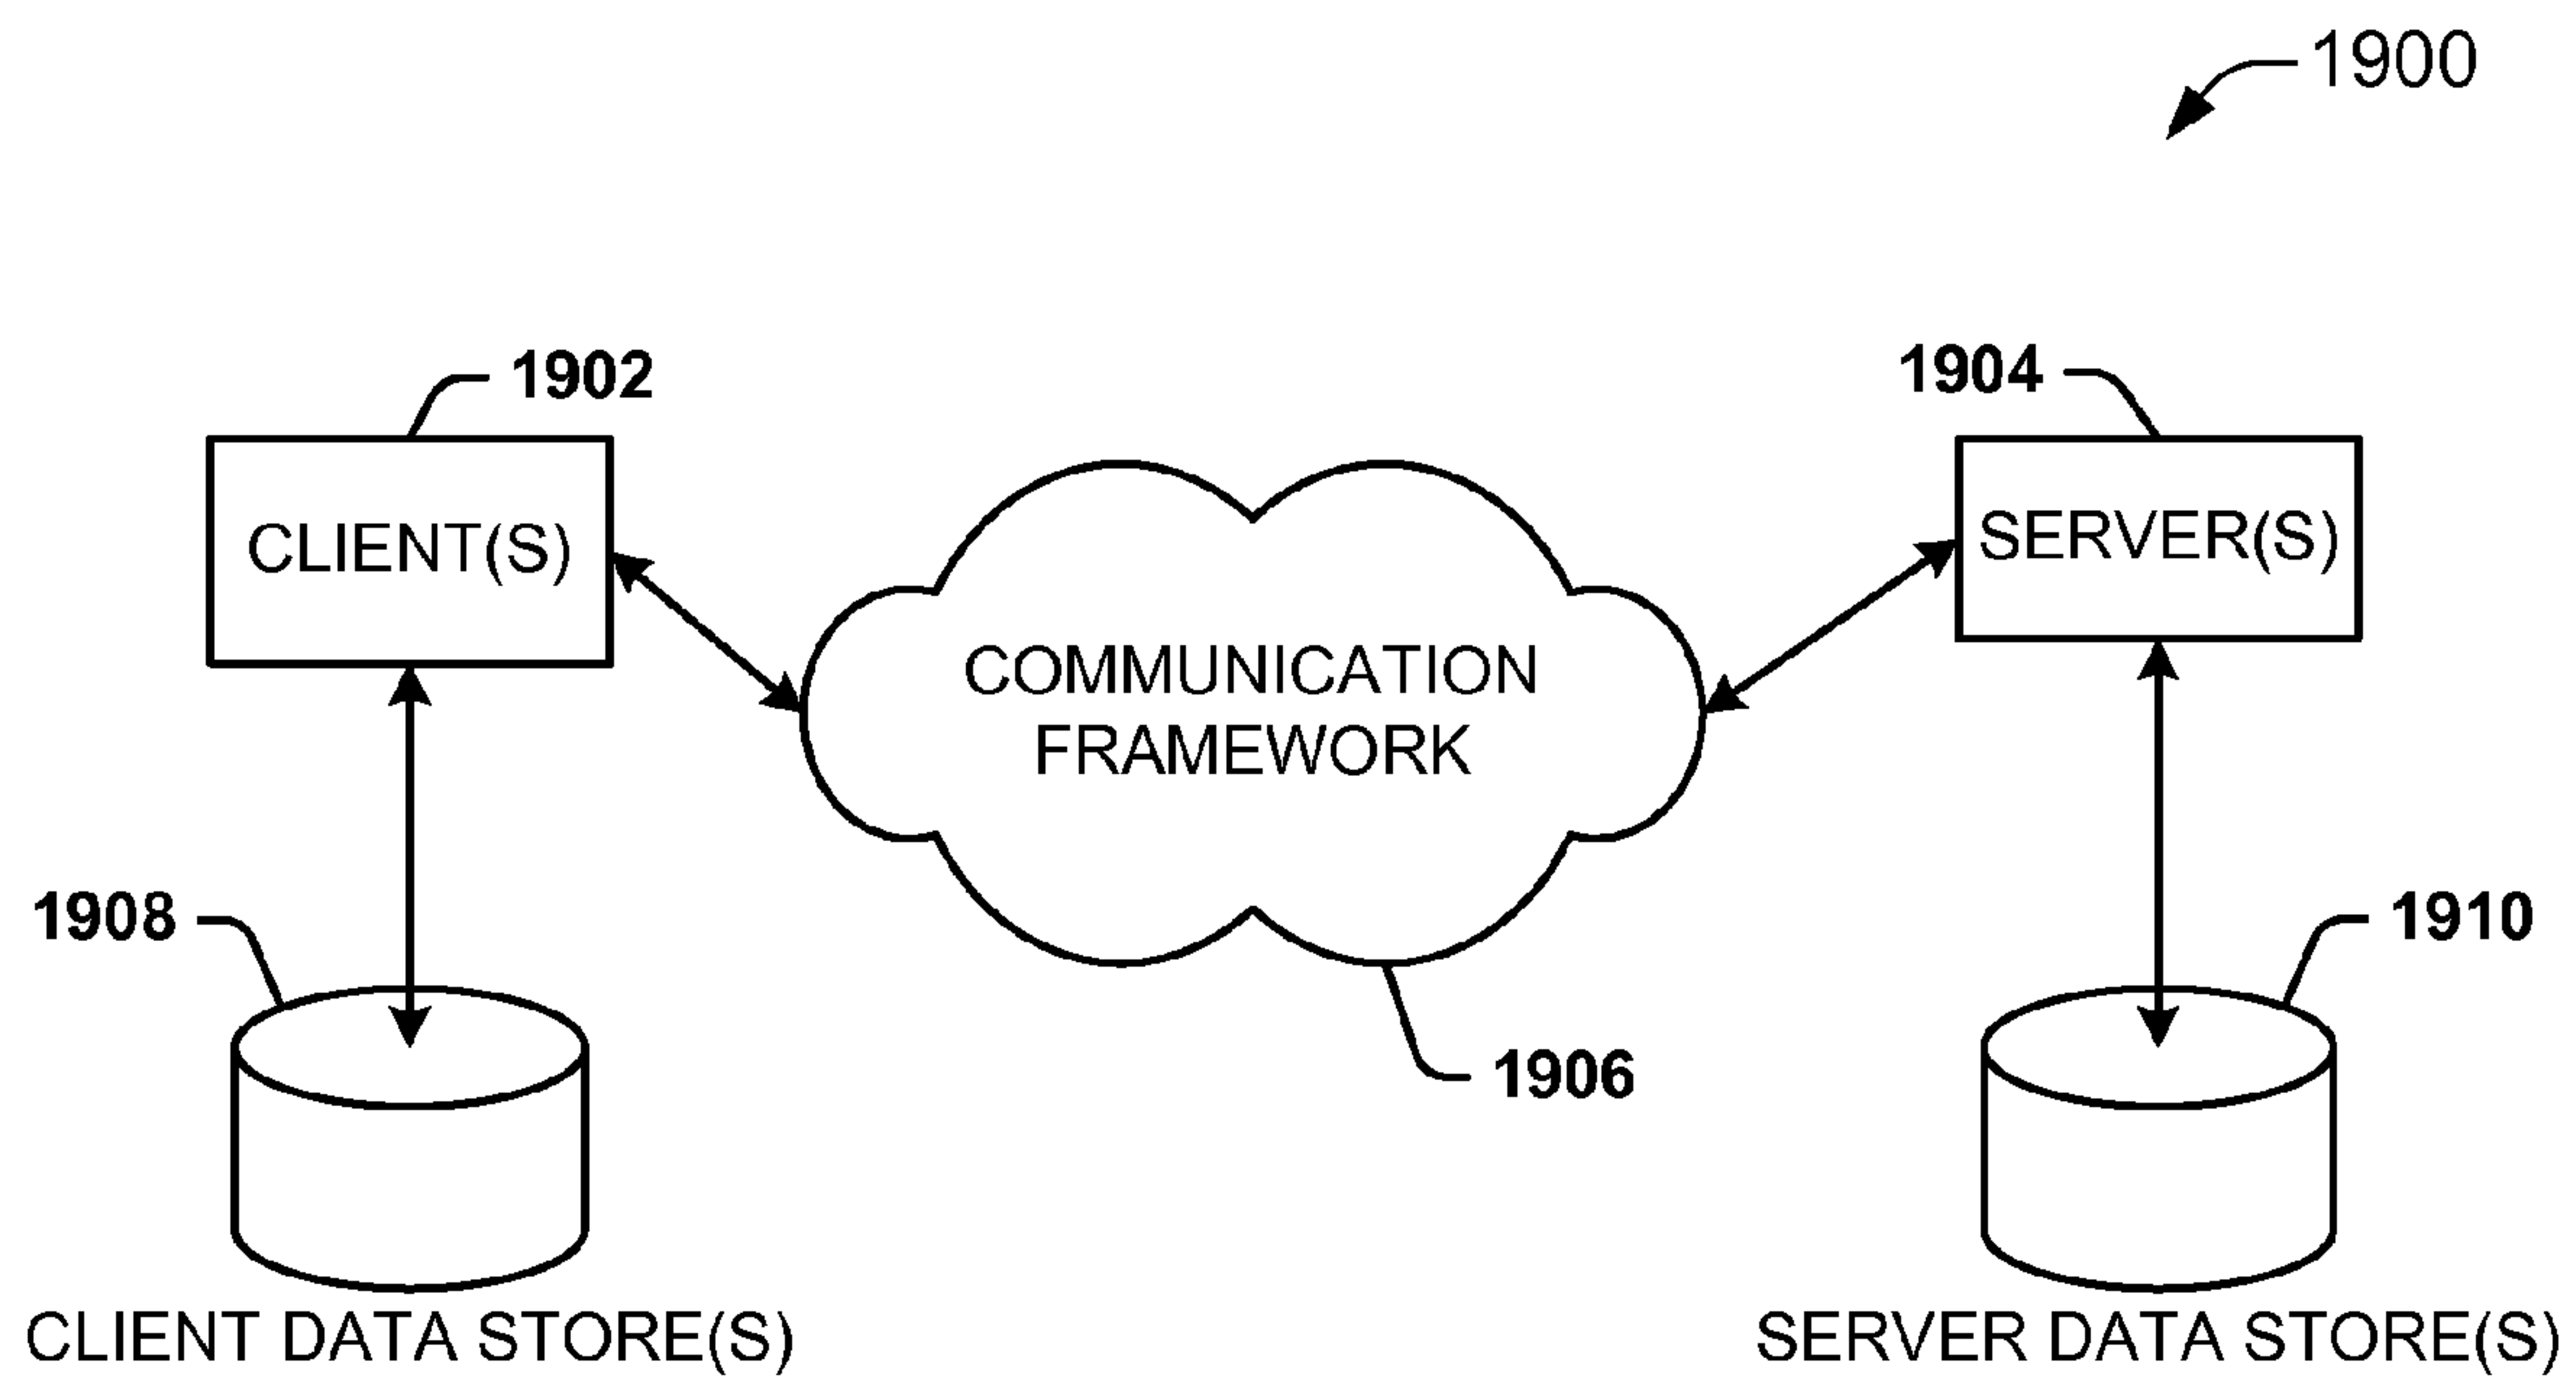 1900
1902
1904
CLIENT(S)
SERVER(S)
COMMUNICATION
FRAMEWORK
1908
1910
1906
CLIENT DATA STORE(S)
SERVER DATA STORE(S)